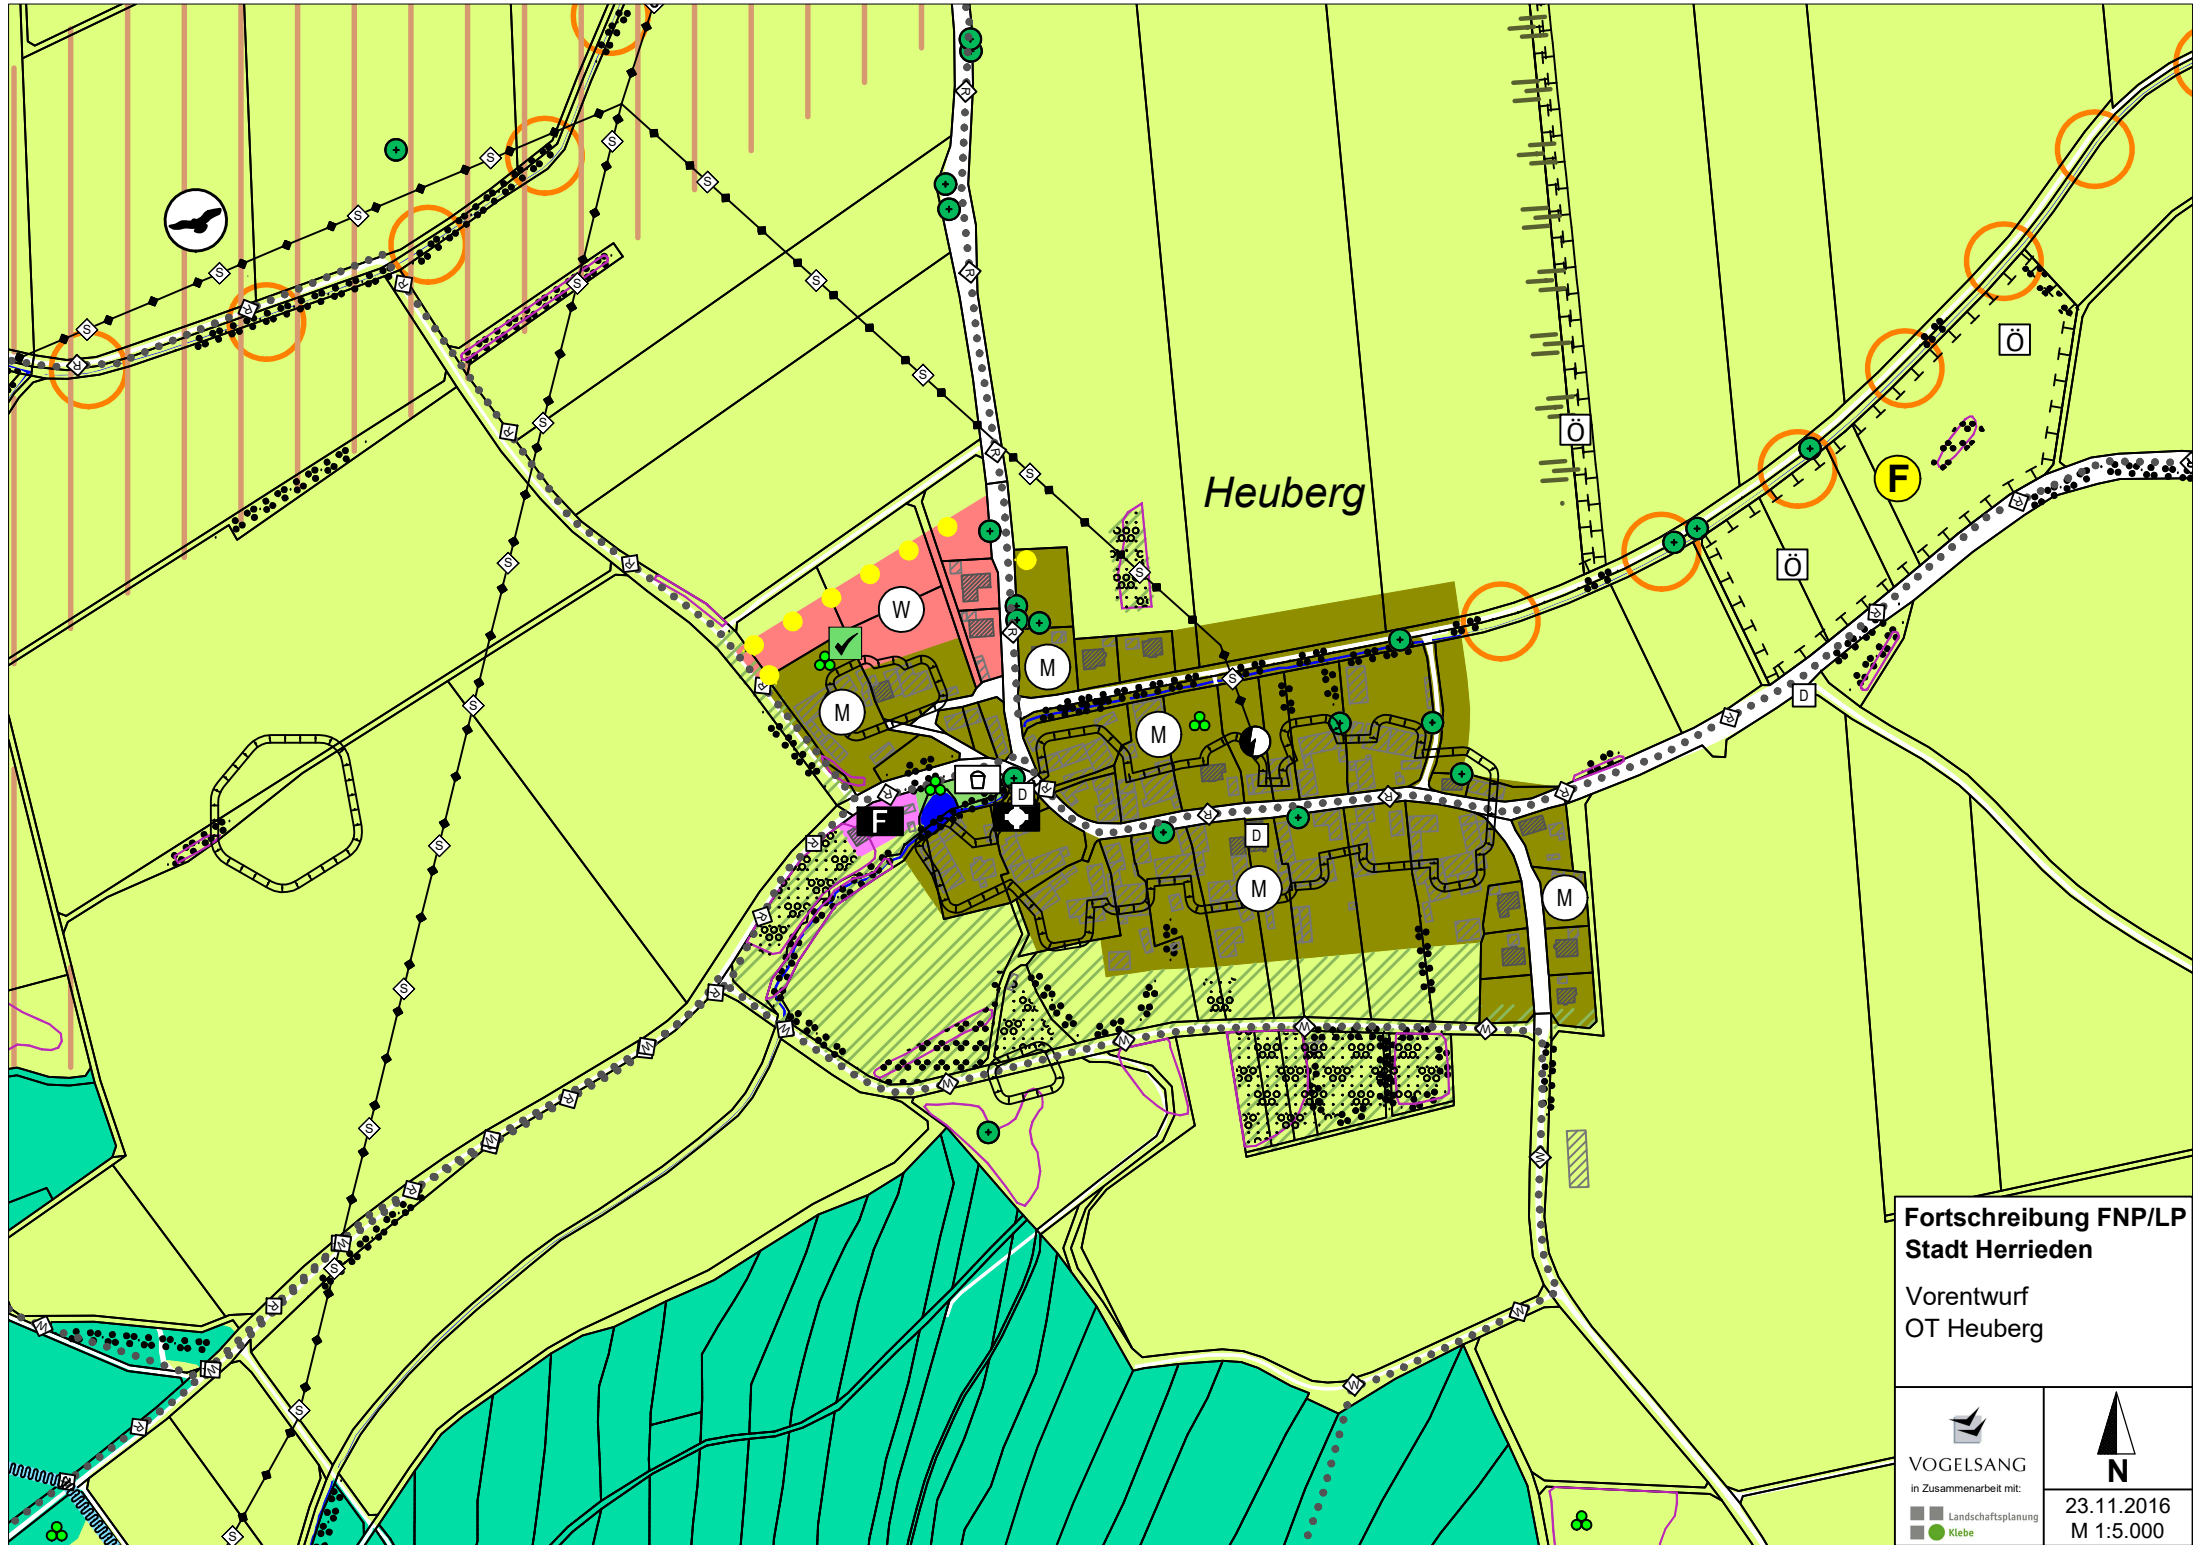 Heuberg
W
M
M
M
M
M
F
F
Ö
Ö
Ö
D
D
D
S
R
W
Fortschreibung FNP/LP
Stadt Herrieden
Vorentwurf
OT Heuberg
VOGELSANG
in Zusammenarbeit mit:
Landschaftsplanung
Klebe
N
23.11.2016
M 1:5.000